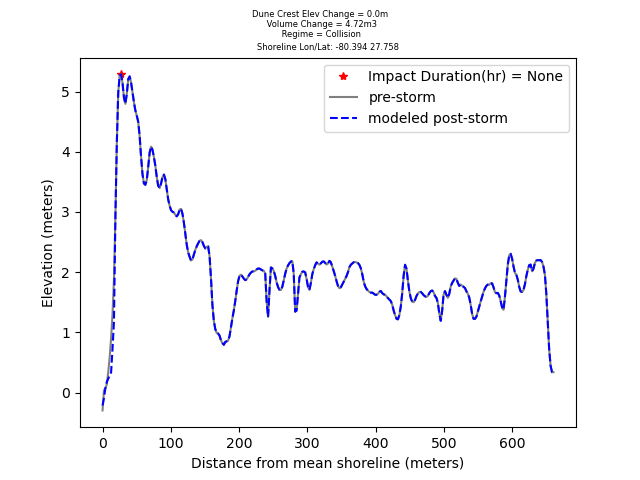 Dune Crest Elev Change = 0.0m
Volume Change = 4.72m3
Regime = Collision
Shoreline Lon/Lat: -80.394 27.758
Impact Duration(hr) = None
pre-storm
modeled post-storm
Elevation (meters)
5
4
3
2
1
0
0 100 200 300 400 500 600
Distance from mean shoreline (meters)